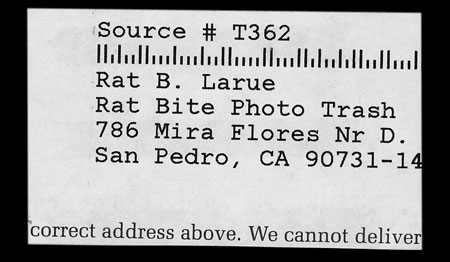 Source # T362
Rat B. Larue
Rat Bite Photo Trash
786 Mira Flores Nr D.
San Pedro, CA 90731-14
correct address above. We cannot deliver